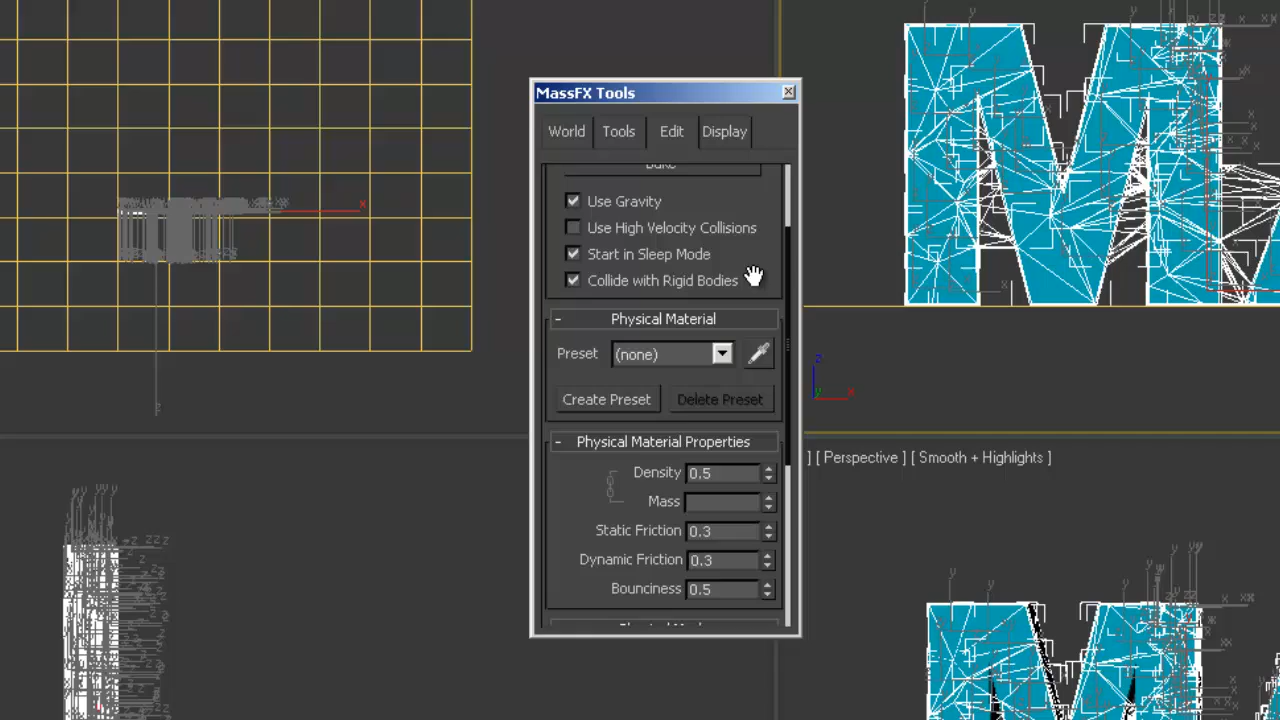 MassFX Tools
World Tools Edit Display
Bake
Use Gravity
Use High Velocity Collisions
Start in Sleep Mode
Collide with Rigid Bodies
- Physical Material
Preset (none)
Create Preset Delete Preset
- Physical Material Properties
Density 0.5
Mass
Static Friction 0.3
Dynamic Friction 0.3
Bounciness 0.5
] [ Perspective ] [ Smooth + Highlights ]